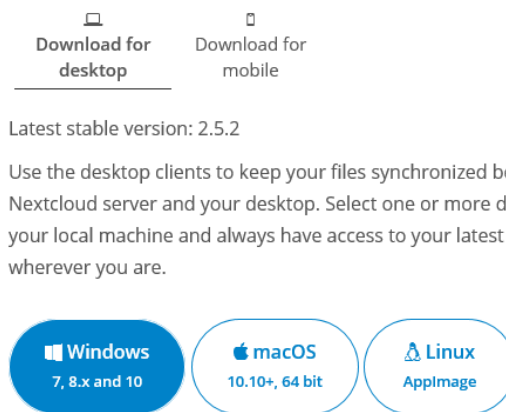 Download for
desktop
Download for
mobile
Latest stable version: 2.5.2
Use the desktop clients to keep your files synchronized
Nextcloud server and your desktop. Select one or more
your local machine and always have access to your latest
wherever you are.
Windows
7, 8.x and 10
macOS
10.10+, 64 bit
Linux
AppImage